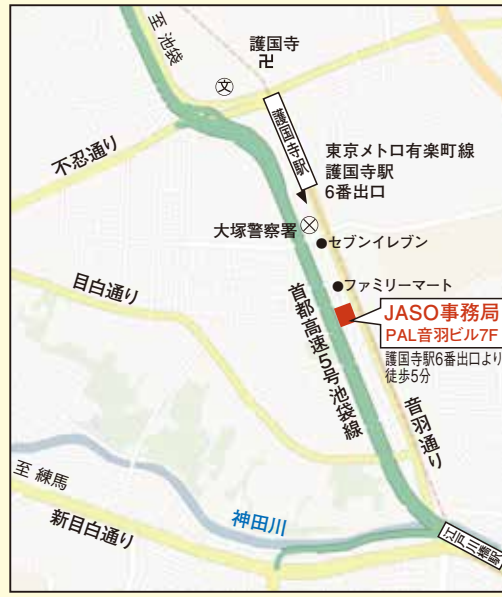 至 池袋
護国寺
卍
文
護国寺駅
不忍通り
東京メトロ有楽町線
護国寺駅
6番出口
大塚警察署
セブンイレブン
目白通り
ファミリーマート
首都高速5号池袋線
JASO事務局
PAL音羽ビル7F
護国寺駅6番出口より
徒歩5分
音羽通り
至 練馬
神田川
新目白通り
江戸川橋駅